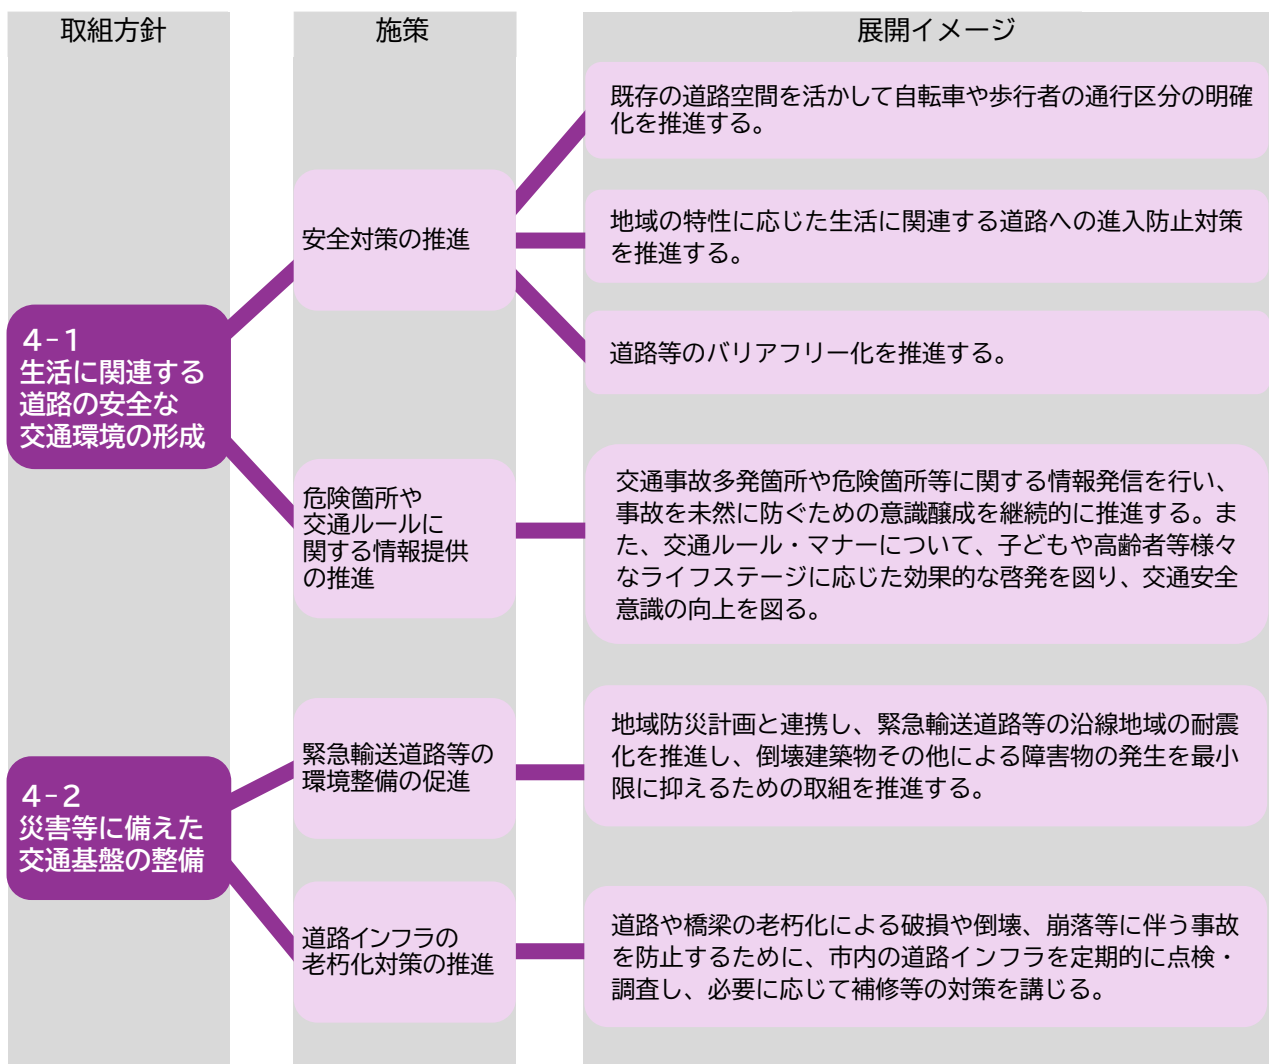 取組方針
施策
展開イメージ
4-1
生活に関連する
道路の安全な
交通環境の形成
安全対策の推進
既存の道路空間を活かして自転車や歩行者の通行区分の明確
化を推進する。
地域の特性に応じた生活に関連する道路への進入防止対策
を推進する。
道路等のバリアフリー化を推進する。
危険箇所や
交通ルールに
関する情報提供
の推進
交通事故多発箇所や危険箇所等に関する情報発信を行い、
事故を未然に防ぐための意識醸成を継続的に推進する。ま
た、交通ルール・マナーについて、子どもや高齢者等様々
なライフステージに応じた効果的な啓発を図り、交通安全
意識の向上を図る。
4-2
災害等に備えた
交通基盤の整備
緊急輸送道路等の
環境整備の促進
地域防災計画と連携し、緊急輸送道路等の沿線地域の耐震
化を推進し、倒壊建築物その他による障害物の発生を最小
限に抑えるための取組を推進する。
道路インフラの
老朽化対策の推進
道路や橋梁の老朽化による破損や倒壊、崩落等に伴う事故
を防止するために、市内の道路インフラを定期的に点検・
調査し、必要に応じて補修等の対策を講じる。